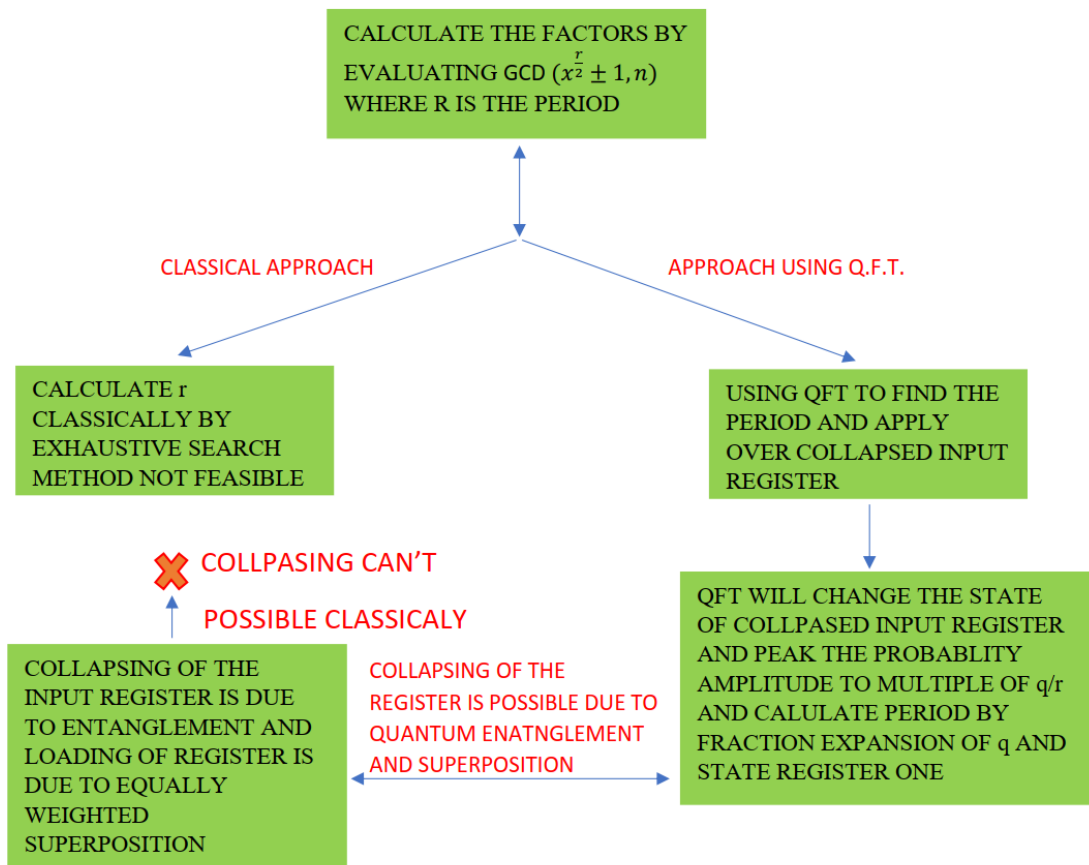 CALCULATE THE FACTORS BY
EVALUATING GCD (x^{r/2} ± 1, n)
WHERE R IS THE PERIOD
CLASSICAL APPROACH
APPROACH USING Q.F.T.
CALCULATE r
CLASSICALLY BY
EXHAUSTIVE SEARCH
METHOD NOT FEASIBLE
USING QFT TO FIND THE
PERIOD AND APPLY
OVER COLLAPSED INPUT
REGISTER
COLLPASING CAN'T
POSSIBLE CLASSICALY
COLLAPSING OF THE
INPUT REGISTER IS DUE
TO ENTANGLEMENT AND
LOADING OF REGISTER IS
DUE TO EQUALLY
WEIGHTED
SUPERPOSITION
COLLAPSING OF THE
REGISTER IS POSSIBLE DUE TO
QUANTUM ENATNGLEMENT
AND SUPERPOSITION
QFT WILL CHANGE THE STATE
OF COLLPASED INPUT REGISTER
AND PEAK THE PROBABLITY
AMPLITUDE TO MULTIPLE OF q/r
AND CALULATE PERIOD BY
FRACTION EXPANSION OF q AND
STATE REGISTER ONE